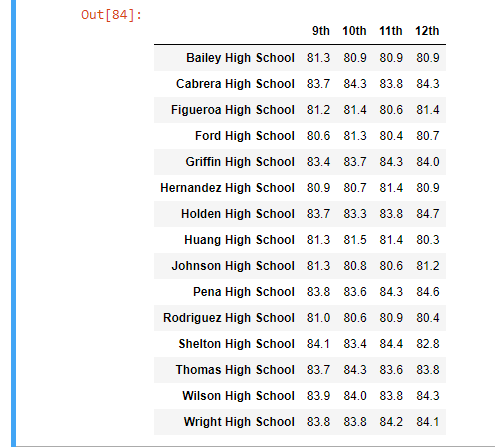 Out[84]:
9th 10th 11th 12th
Bailey High School 81.3 80.9 80.9 80.9
Cabrera High School 83.7 84.3 83.8 84.3
Figueroa High School 81.2 81.4 80.6 81.4
Ford High School 80.6 81.3 80.4 80.7
Griffin High School 83.4 83.7 84.3 84.0
Hernandez High School 80.9 80.7 81.4 80.9
Holden High School 83.7 83.3 83.8 84.7
Huang High School 81.3 81.5 81.4 80.3
Johnson High School 81.3 80.8 80.6 81.2
Pena High School 83.8 83.6 84.3 84.6
Rodriguez High School 81.0 80.6 80.9 80.4
Shelton High School 84.1 83.4 84.4 82.8
Thomas High School 83.7 84.3 83.6 83.8
Wilson High School 83.9 84.0 83.8 84.3
Wright High School 83.8 83.8 84.2 84.1